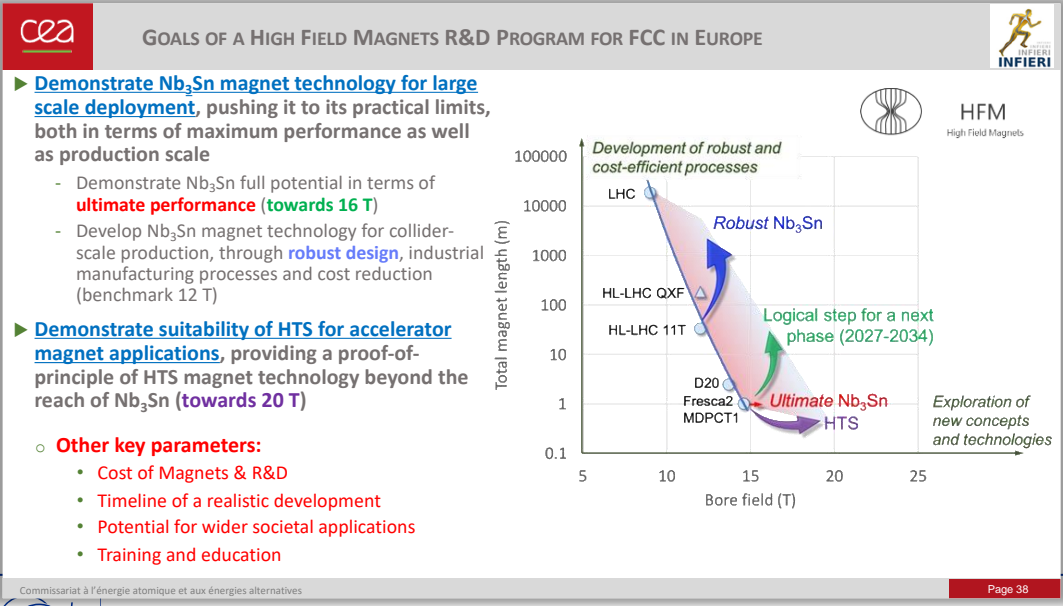 cea
GOALS OF A HIGH FIELD MAGNETS R&D PROGRAM FOR FCC IN EUROPE
INFIERI
INFIERI
INFIERI
Demonstrate Nb3Sn magnet technology for large
scale deployment, pushing it to its practical limits,
both in terms of maximum performance as well
as production scale
- Demonstrate Nb3Sn full potential in terms of
ultimate performance (towards 16 T)
- Develop Nb3Sn magnet technology for collider-
scale production, through robust design, industrial
manufacturing processes and cost reduction
(benchmark 12 T)
Demonstrate suitability of HTS for accelerator
magnet applications, providing a proof-of-
principle of HTS magnet technology beyond the
reach of Nb3Sn (towards 20 T)
Other key parameters:
• Cost of Magnets & R&D
• Timeline of a realistic development
• Potential for wider societal applications
• Training and education
HFM
High Field Magnets
Development of robust and
cost-efficient processes
Total magnet length (m)
100000
10000
1000
100
10
1
0.1
LHC
Robust Nb3Sn
HL-LHC QXF
HL-LHC 11T
Logical step for a next
phase (2027-2034)
D20
Fresca2
MDPCT1
Ultimate Nb3Sn
HTS
Exploration of
new concepts
and technologies
5 10 15 20 25
Bore field (T)
Commissariat à l'énergie atomique et aux énergies alternatives
Page 38